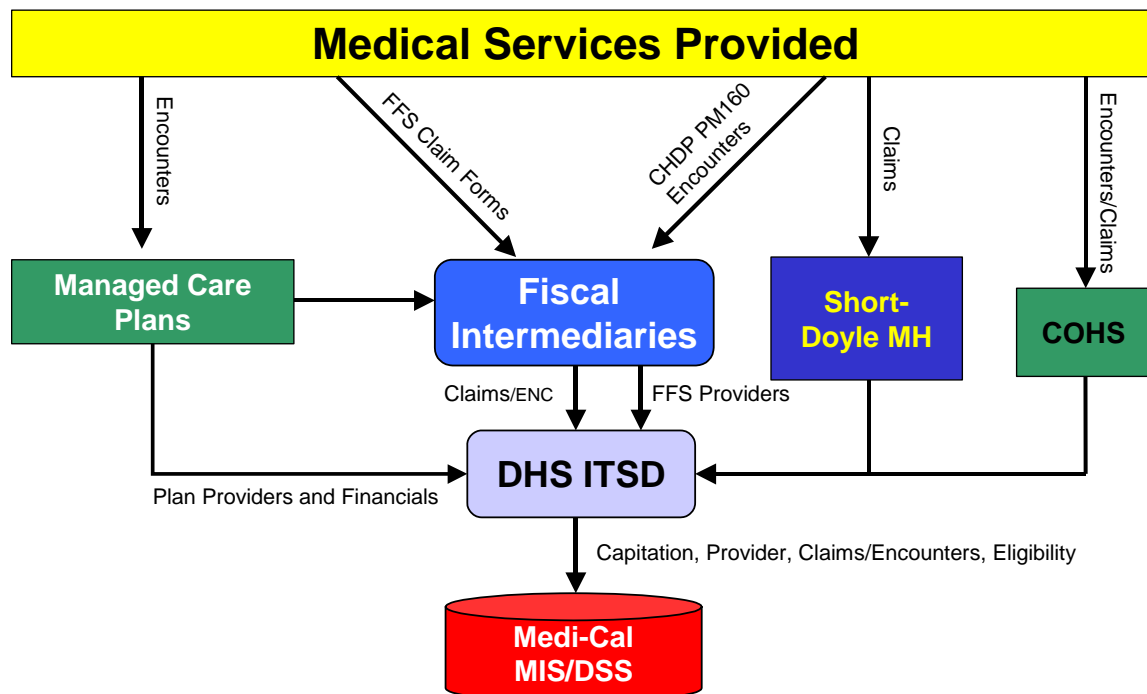 Medical Services Provided
Encounters
FFS Claim Forms
CHDP PM160
Encounters
Claims
Encounters/Claims
Managed Care
Plans
Fiscal
Intermediaries
Short-
Doyle MH
COHS
Claims/ENC
FFS Providers
DHS ITSD
Plan Providers and Financials
Capitation, Provider, Claims/Encounters, Eligibility
Medi-Cal
MIS/DSS